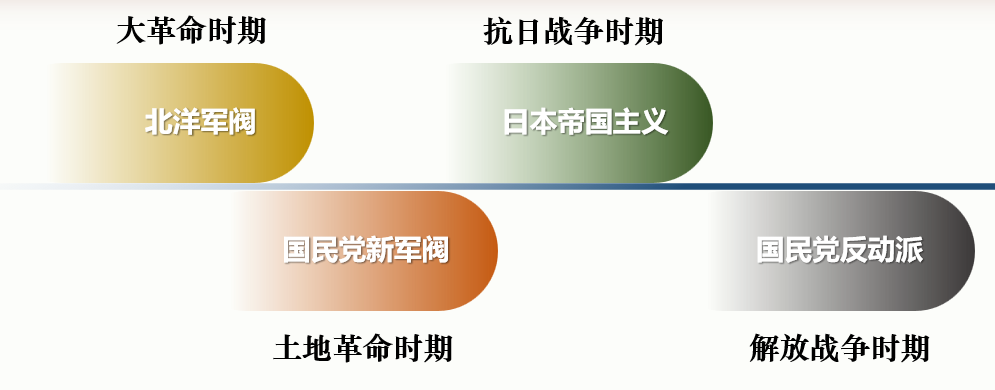 大革命时期
抗日战争时期
北洋军阀
日本帝国主义
国民党新军阀
国民党反动派
土地革命时期
解放战争时期